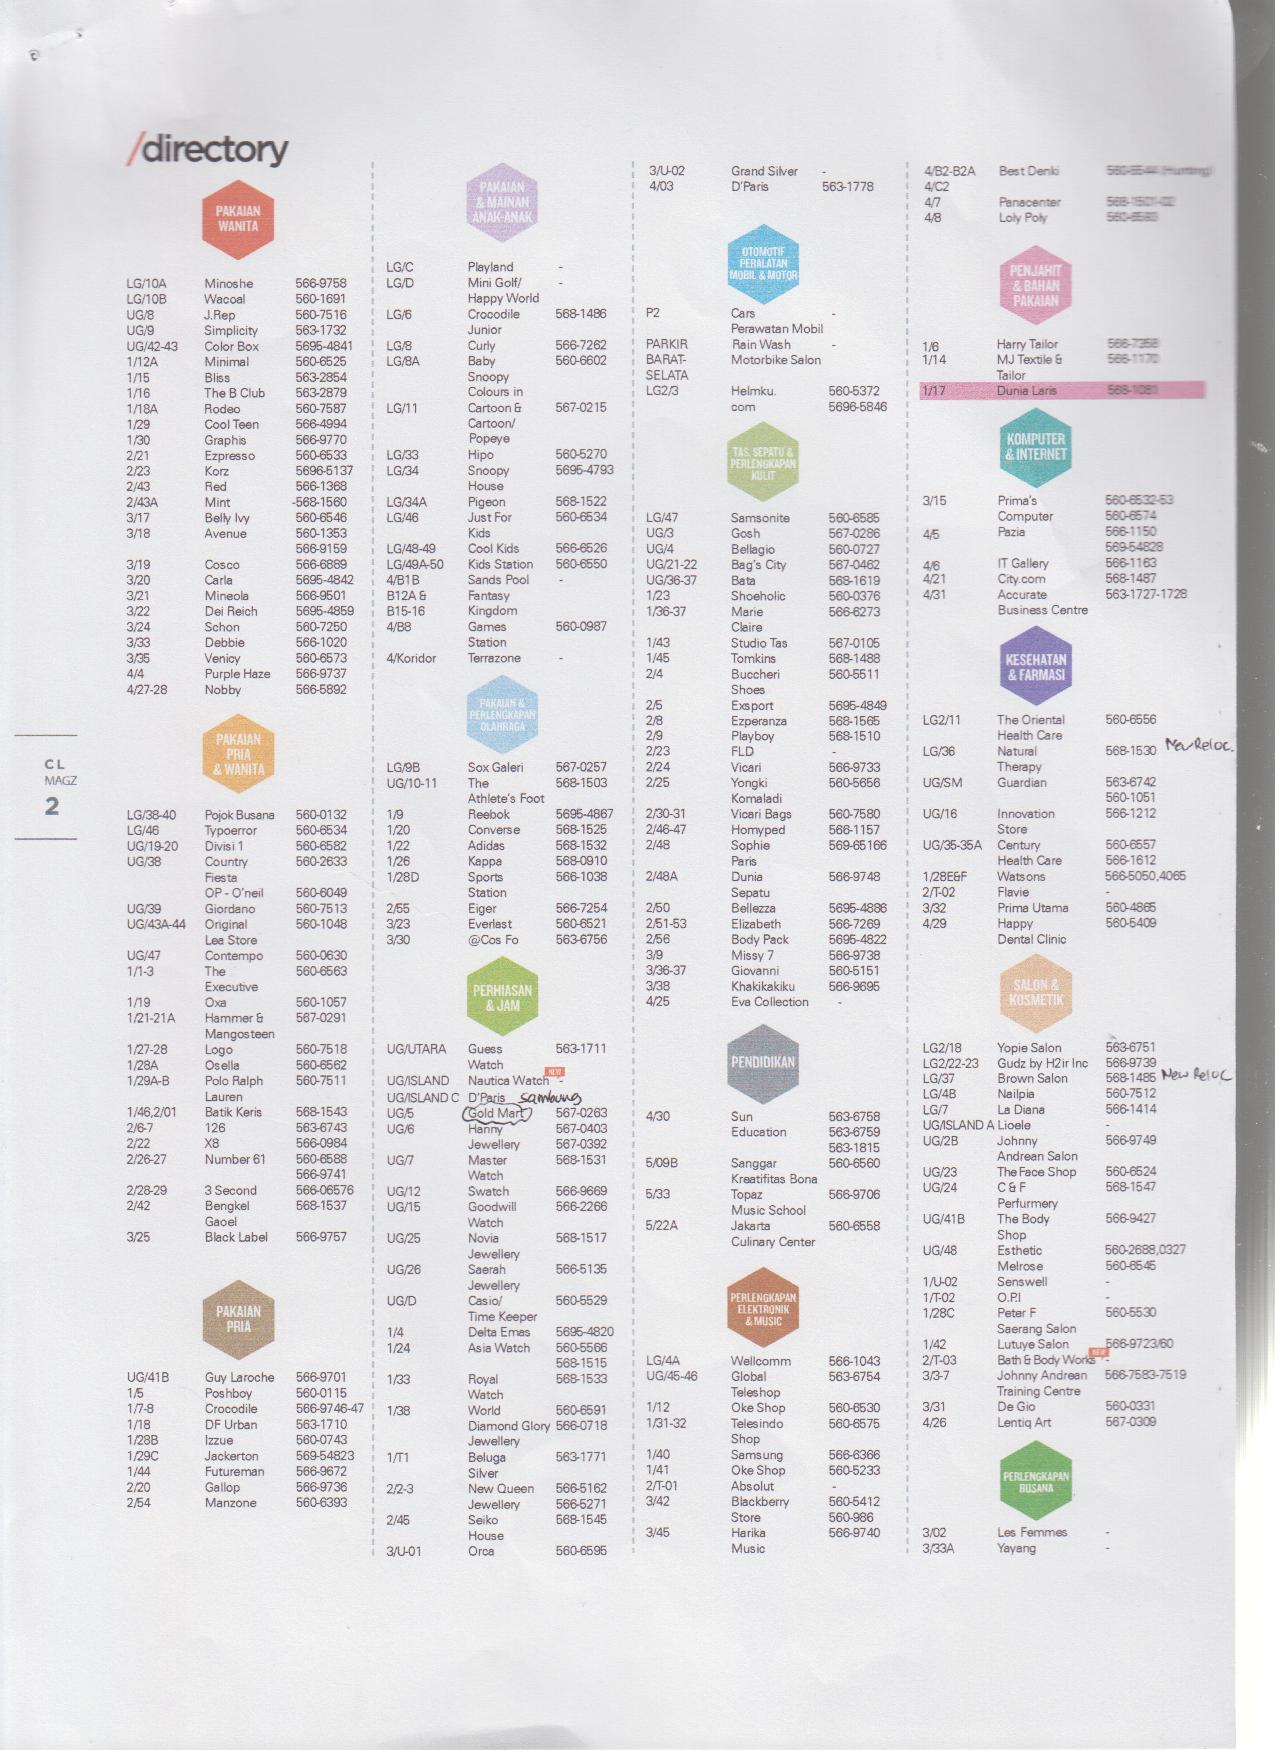 /directory
PAKAIAN
WANITA
LG/10A Minoshe 566-9758
LG/10B Wacoal 560-1691
UG/8 J.Rep 560-7516
UG/9 Simplicity 563-1732
UG/42-43 Color Box 5695-4841
1/12A Minimal 560-6525
1/15 Bliss 563-2854
1/16 The B Club 563-2879
1/18A Rodeo 560-7587
1/29 Cool Teen 566-4994
1/30 Graphis 566-9770
2/21 Ezpresso 560-6533
2/23 Korz 5696-5137
2/43 Red 566-1368
2/43A Mint -568-1560
3/17 Belly Ivy 560-6546
3/18 Avenue 560-1353
566-9159
3/19 Cosco 566-6889
3/20 Carla 5695-4842
3/21 Mineola 566-9501
3/22 Dei Reich 5695-4859
3/24 Schon 560-7250
3/33 Debbie 566-1020
3/35 Venicy 560-6573
4/4 Purple Haze 566-9737
4/27-28 Nobby 566-5892
PAKAIAN
PRIA
& WANITA
LG/38-40 Pojok Busana 560-0132
LG/46 Typoerror 560-6534
UG/19-20 Divisi 1 560-6582
UG/38 Country 560-2633
Fiesta
OP - O'neil 560-6049
UG/39 Giordano 560-7513
UG/43A-44 Original 560-1048
Lea Store
UG/47 Contempo 560-0630
1/1-3 The 560-6563
Executive
1/19 Oxa 560-1057
1/21-21A Hammer & 567-0291
Mangosteen
1/27-28 Logo 560-7518
1/28A Osella 560-6562
1/29A-B Polo Ralph 560-7511
Lauren
1/46,2/01 Batik Keris 568-1543
2/6-7 126 563-6743
2/22 X8 566-0984
2/26-27 Number 61 560-6588
566-9741
2/28-29 3 Second 566-06576
2/42 Bengkel 568-1537
Gaoel
3/25 Black Label 566-9757
PAKAIAN
PRIA
UG/41B Guy Laroche 566-9701
1/5 Poshboy 560-0115
1/7-8 Crocodile 566-9746-47
1/18 DF Urban 563-1710
1/28B Izzue 560-0743
1/29C Jackerton 569-54823
1/44 Futureman 566-9672
2/20 Gallop 566-9736
2/54 Manzone 560-6393
CL
MAGZ
2
PAKAIAN
& MAINAN
ANAK-ANAK
LG/C Playland -
LG/D Mini Golf/ -
Happy World
LG/6 Crocodile 568-1486
Junior
LG/8 Curly 566-7262
LG/8A Baby 560-6602
Snoopy
Colours in
LG/11 Cartoon & 567-0215
Cartoon/
Popeye
LG/33 Hipo 560-5270
LG/34 Snoopy 5695-4793
House
LG/34A Pigeon 568-1522
LG/46 Just For 560-6534
Kids
LG/48-49 Cool Kids 566-6526
LG/49A-50 Kids Station 560-6550
4/B1B Sands Pool -
B12A & Fantasy
B15-16 Kingdom
4/B8 Games 560-0987
Station
4/Koridor Terrazone -
PAKAIAN &
PERLENGKAPAN
OLAHRAGA
LG/9B Sox Galeri 567-0257
UG/10-11 The 568-1503
Athlete's Foot
1/9 Reebok 5695-4867
1/20 Converse 568-1525
1/22 Adidas 568-1532
1/26 Kappa 568-0910
1/28D Sports 566-1038
Station
2/55 Eiger 566-7254
3/23 Everlast 560-6521
3/30 @Cos Fo 563-6756
PERHIASAN
& JAM
UG/UTARA Guess 563-1711
Watch
UG/ISLAND Nautica Watch - NEW
UG/ISLAND C D'Paris Sambung
UG/5 Gold Mart 567-0263
UG/6 Hanny 567-0403
Jewellery 567-0392
UG/7 Master 568-1531
Watch
UG/12 Swatch 566-9669
UG/15 Goodwill 566-2266
Watch
UG/25 Novia 568-1517
Jewellery
UG/26 Saerah 566-5135
Jewellery
UG/D Casio/ 560-5529
Time Keeper
1/4 Delta Emas 5695-4820
1/24 Asia Watch 560-5566
568-1515
1/33 Royal 568-1533
Watch
1/38 World 560-6591
Diamond Glory 566-0718
Jewellery
1/T1 Beluga 563-1771
Silver
2/2-3 New Queen 566-5162
Jewellery 566-5271
2/45 Seiko 568-1545
House
3/U-01 Orca 560-6595
3/U-02 Grand Silver -
4/03 D'Paris 563-1778
OTOMOTIF
PERALATAN
MOBIL & MOTOR
P2 Cars -
Perawatan Mobil
PARKIR Rain Wash -
BARAT- Motorbike Salon
SELATA
LG2/3 Helmku. 560-5372
com 5696-5846
TAS, SEPATU &
PERLENGKAPAN
KULIT
LG/47 Samsonite 560-6585
UG/3 Gosh 567-0286
UG/4 Bellagio 560-0727
UG/21-22 Bag's City 567-0462
UG/36-37 Bata 568-1619
1/23 Shoeholic 560-0376
1/36-37 Marie 566-6273
Claire
1/43 Studio Tas 567-0105
1/45 Tomkins 568-1488
2/4 Buccheri 560-5511
Shoes
2/5 Exsport 5695-4849
2/8 Ezperanza 568-1565
2/9 Playboy 568-1510
2/23 FLD -
2/24 Vicari 566-9733
2/25 Yongki 560-5656
Komaladi
2/30-31 Vicari Bags 560-7580
2/46-47 Homyped 566-1157
2/48 Sophie 569-65166
Paris
2/48A Dunia 566-9748
Sepatu
2/50 Bellezza 5695-4886
2/51-53 Elizabeth 566-7269
2/56 Body Pack 5695-4822
3/9 Missy 7 566-9738
3/36-37 Giovanni 560-5151
3/38 Khakikakiku 566-9695
4/25 Eva Collection -
PENDIDIKAN
4/30 Sun 563-6758
Education 563-6759
563-1815
5/09B Sanggar 560-6560
Kreatifitas Bona
5/33 Topaz 566-9706
Music School
5/22A Jakarta 560-6558
Culinary Center
PERLENGKAPAN
ELEKTRONIK
& MUSIC
LG/4A Wellcomm 566-1043
UG/45-46 Global 563-6754
Teleshop
1/12 Oke Shop 560-6530
1/31-32 Telesindo 560-6575
Shop
1/40 Samsung 566-6366
1/41 Oke Shop 560-5233
2/T-01 Absolut -
3/42 Blackberry 560-5412
Store 560-986
3/45 Harika 566-9740
Music
4/B2-B2A Best Denki 560-6544 (Hunting)
4/C2
4/7 Panacenter 568-1501-02
4/8 Loly Poly 560-6583
PENJAHIT
& BAHAN
PAKAIAN
1/6 Harry Tailor 566-7358
1/14 MJ Textile & 566-1170
Tailor
1/17 Dunia Laris 568-1081
KOMPUTER
& INTERNET
3/15 Prima's 560-6532-53
Computer 560-6574
4/5 Pazia 566-1150
569-54828
4/6 IT Gallery 566-1163
4/21 City.com 568-1487
4/31 Accurate 563-1727-1728
Business Centre
KESEHATAN
& FARMASI
LG2/11 The Oriental 560-6556
Health Care
LG/36 Natural 568-1530 New Reloc.
Therapy
UG/SM Guardian 563-6742
560-1051
UG/16 Innovation 566-1212
Store
UG/35-35A Century 560-6557
Health Care 566-1612
1/28E&F Watsons 566-5050,4065
2/T-02 Flavie -
3/32 Prima Utama 560-4865
4/29 Happy 560-5409
Dental Clinic
SALON &
KOSMETIK
LG2/18 Yopie Salon 563-6751
LG2/22-23 Gudz by H2ir Inc 566-9739
LG/37 Brown Salon 568-1485 New Reloc
LG/4B Nailpia 560-7512
LG/7 La Diana 566-1414
UG/ISLAND A Lioele -
UG/2B Johnny 566-9749
Andrean Salon
UG/23 The Face Shop 560-6524
UG/24 C & F 568-1547
Perfurmery
UG/41B The Body 566-9427
Shop
UG/48 Esthetic 560-2688,0327
Melrose 560-6545
1/U-02 Senswell -
1/T-02 O.P.I -
1/28C Peter F 560-5530
Saerang Salon
1/42 Lutuye Salon 566-9723/60
2/T-03 Bath & Body Works - NEW
3/3-7 Johnny Andrean 566-7583-7519
Training Centre
3/31 De Gio 560-0331
4/26 Lentiq Art 567-0309
PERLENGKAPAN
BUSANA
3/02 Les Femmes -
3/33A Yayang -